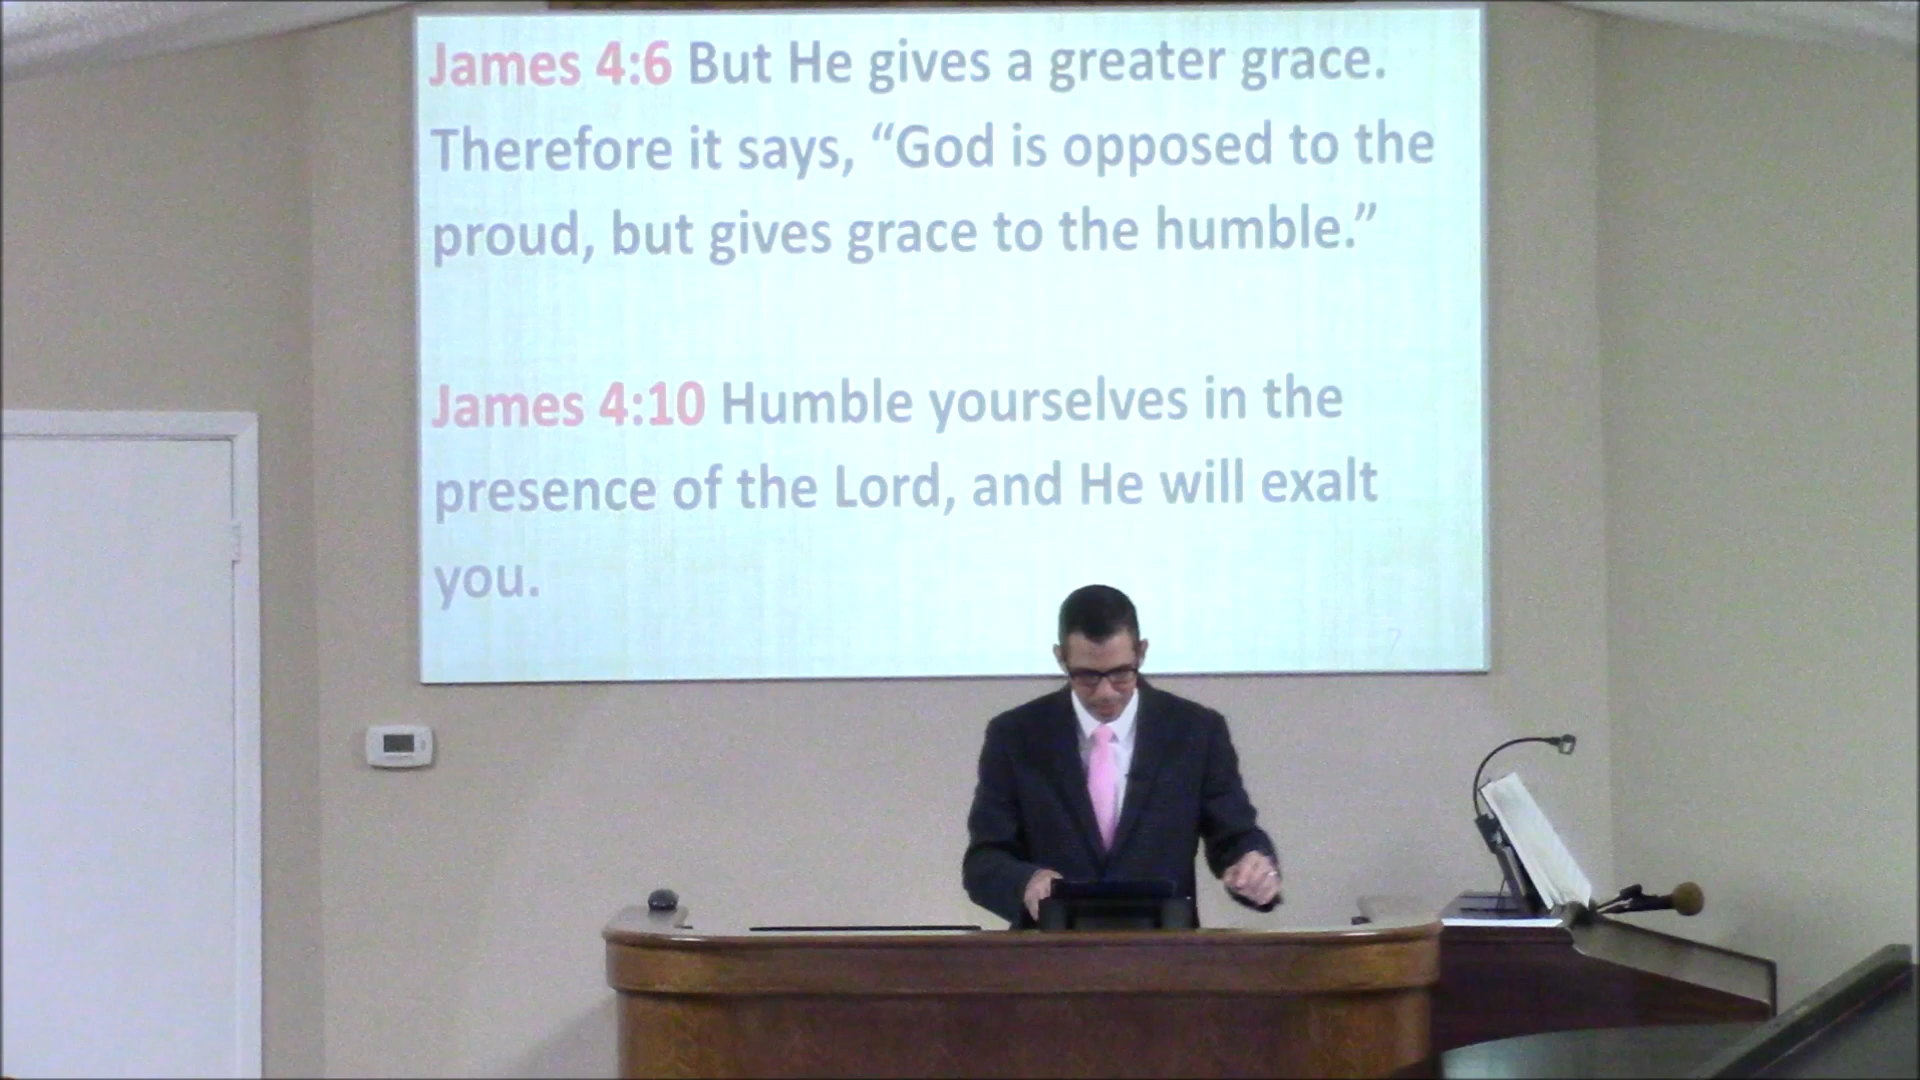 James 4:6 But He gives a greater grace.
Therefore it says, “God is opposed to the
proud, but gives grace to the humble.”
James 4:10 Humble yourselves in the
presence of the Lord, and He will exalt
you.
7